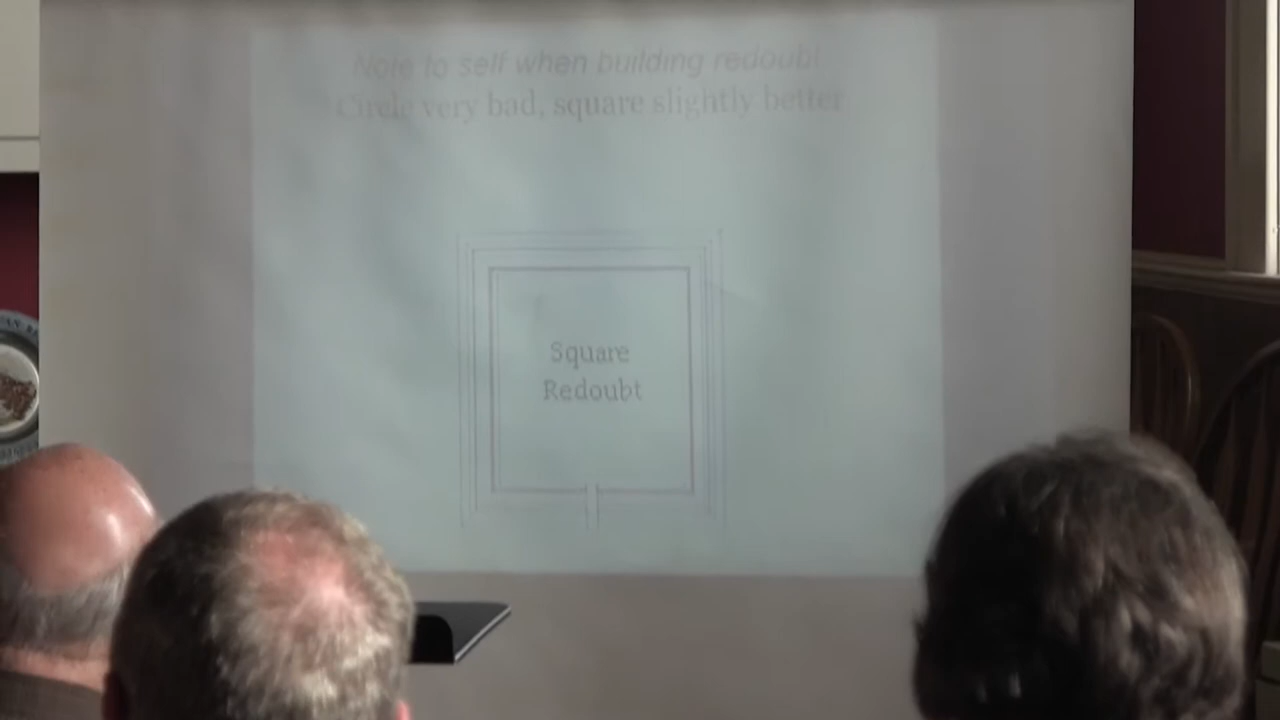 Note to self when building redoubt
Circle very bad, square slightly better
Square
Redoubt